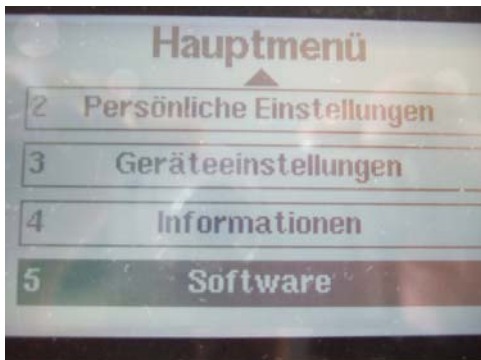 Hauptmenü
2 Persönliche Einstellungen
3 Geräteeinstellungen
4 Informationen
5 Software